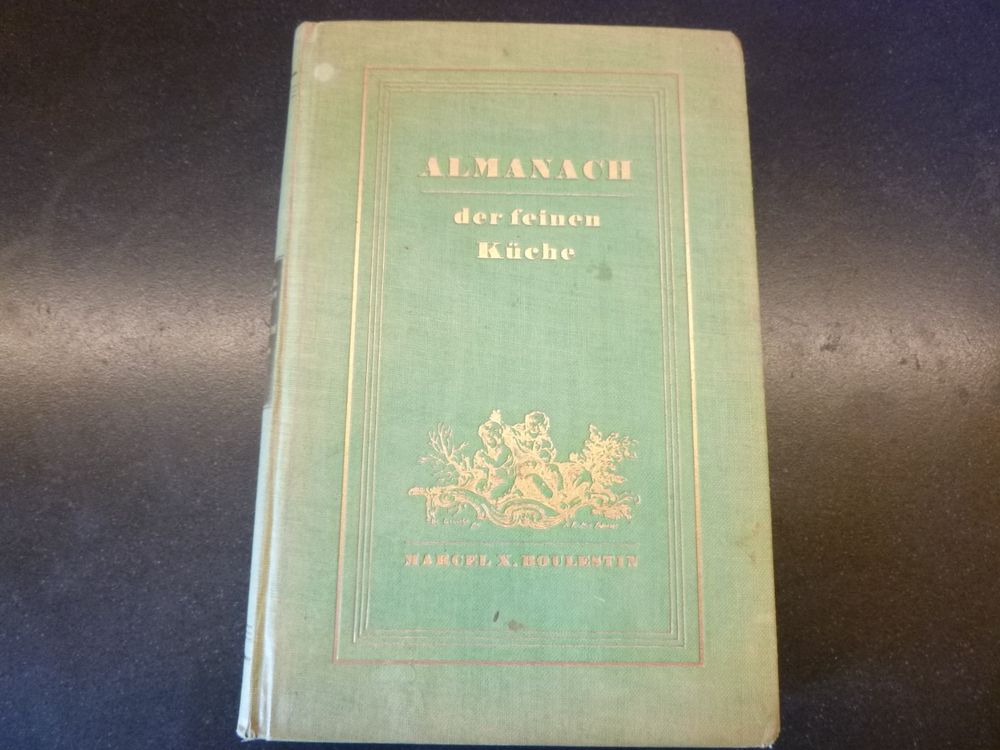 ALMANACH
der feinen
Küche
MARCEL X. BOULESTIN